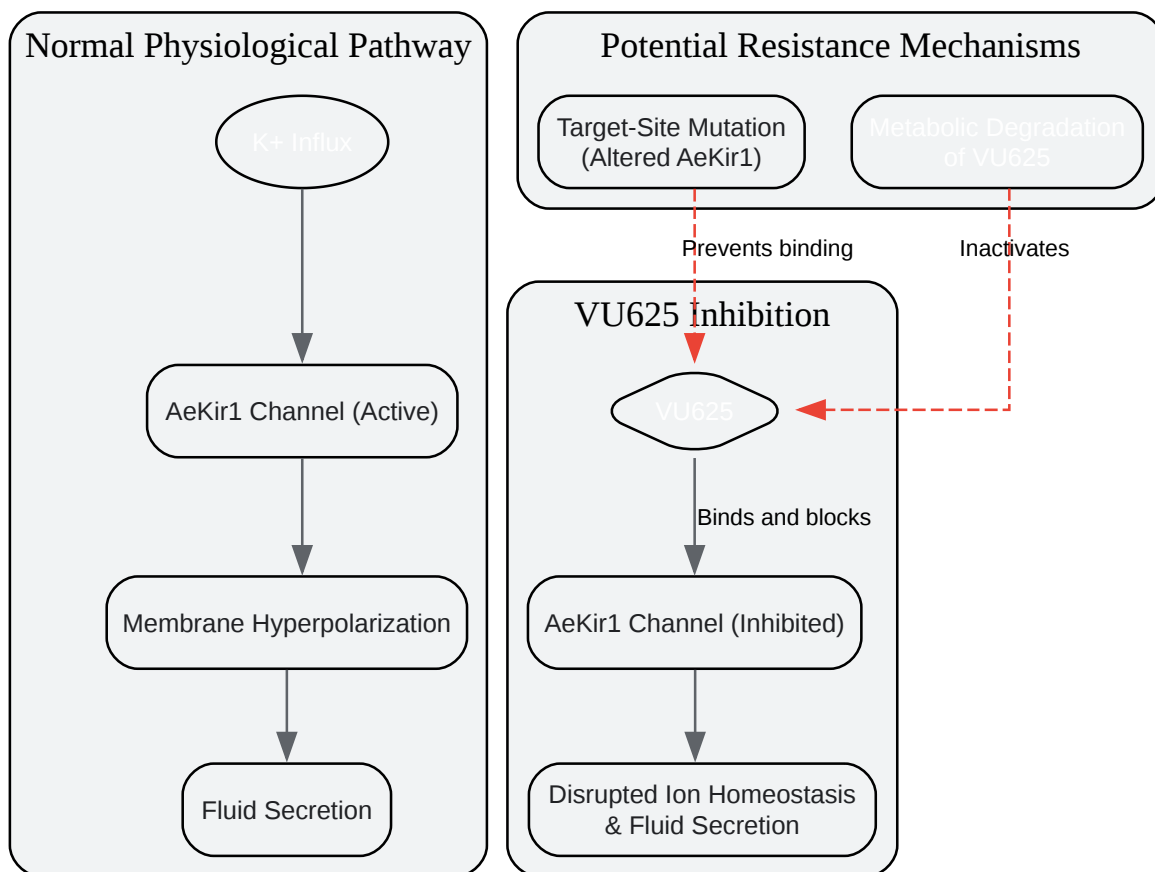 Normal Physiological Pathway
K+ Influx
AeKir1 Channel (Active)
Membrane Hyperpolarization
Fluid Secretion
Potential Resistance Mechanisms
Target-Site Mutation
(Altered AeKir1)
Metabolic Degradation
of VU625
Prevents binding
Inactivates
VU625 Inhibition
VU625
Binds and blocks
AeKir1 Channel (Inhibited)
Disrupted Ion Homeostasis
& Fluid Secretion